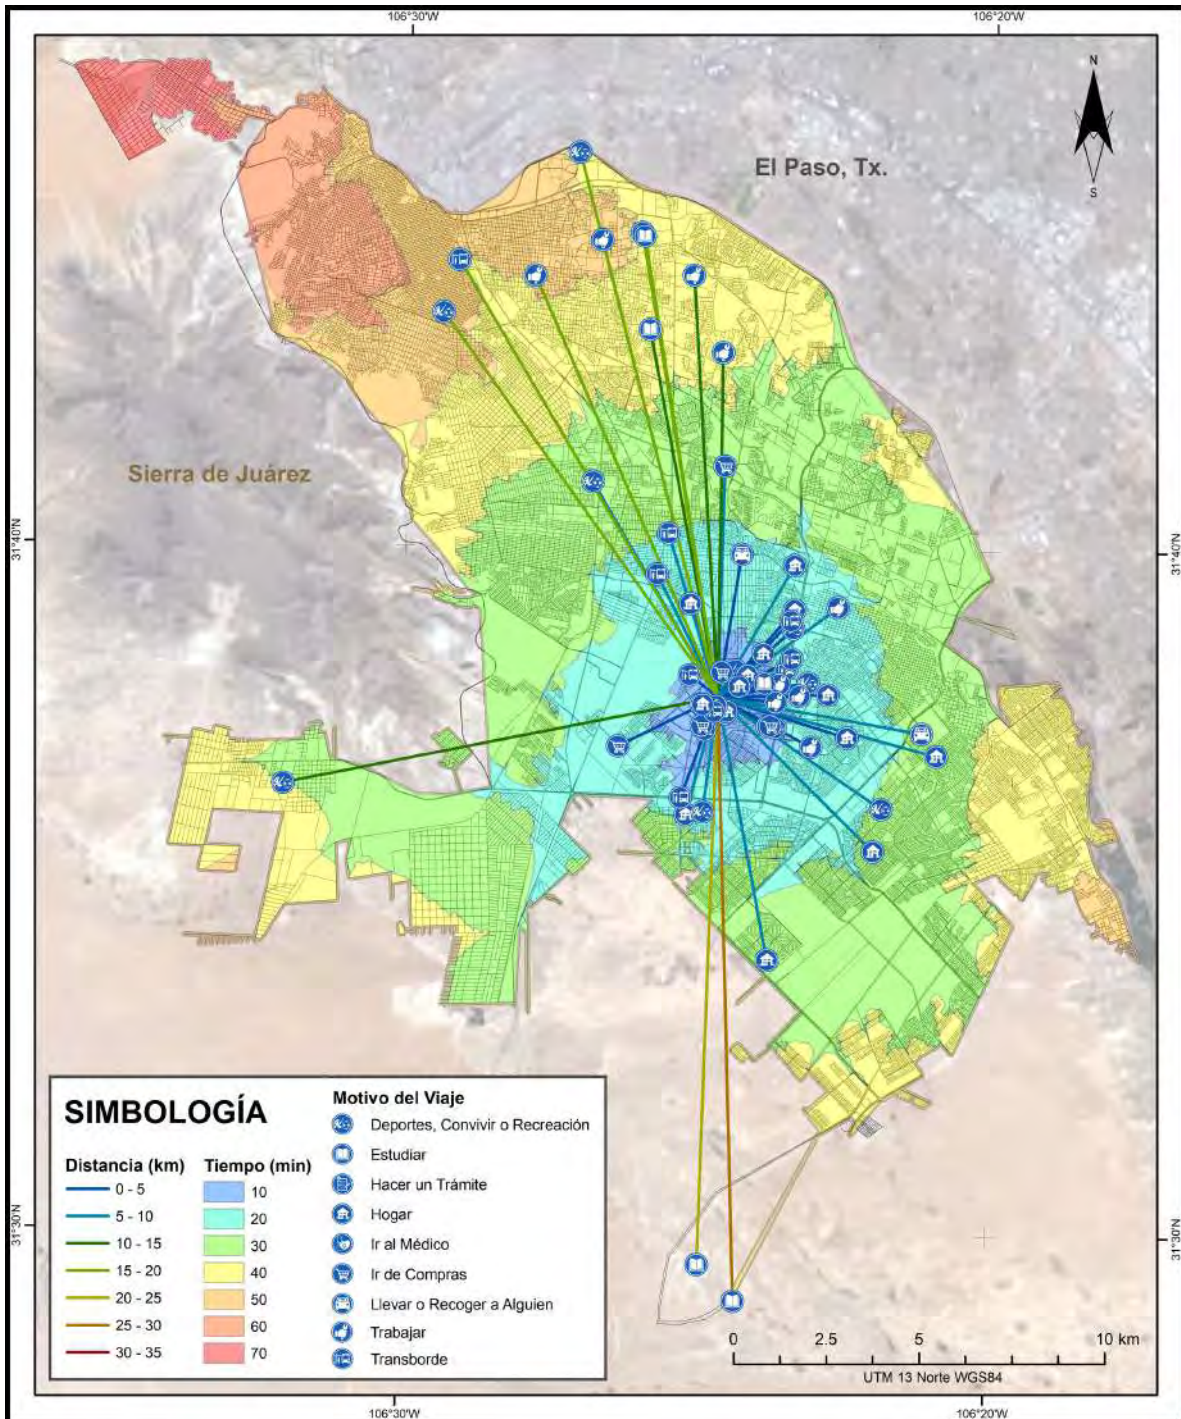 106°30'W
106°20'W
N
S
El Paso, Tx.
Sierra de Juárez
31°40'N
31°40'N
31°30'N
31°30'N
SIMBOLOGÍA
Distancia (km)
0 - 5
5 - 10
10 - 15
15 - 20
20 - 25
25 - 30
30 - 35
Tiempo (min)
10
20
30
40
50
60
70
Motivo del Viaje
Deportes, Convivir o Recreación
Estudiar
Hacer un Trámite
Hogar
Ir al Médico
Ir de Compras
Llevar o Recoger a Alguien
Trabajar
Transborde
0 2.5 5 10 km
UTM 13 Norte WGS84
106°30'W
106°20'W